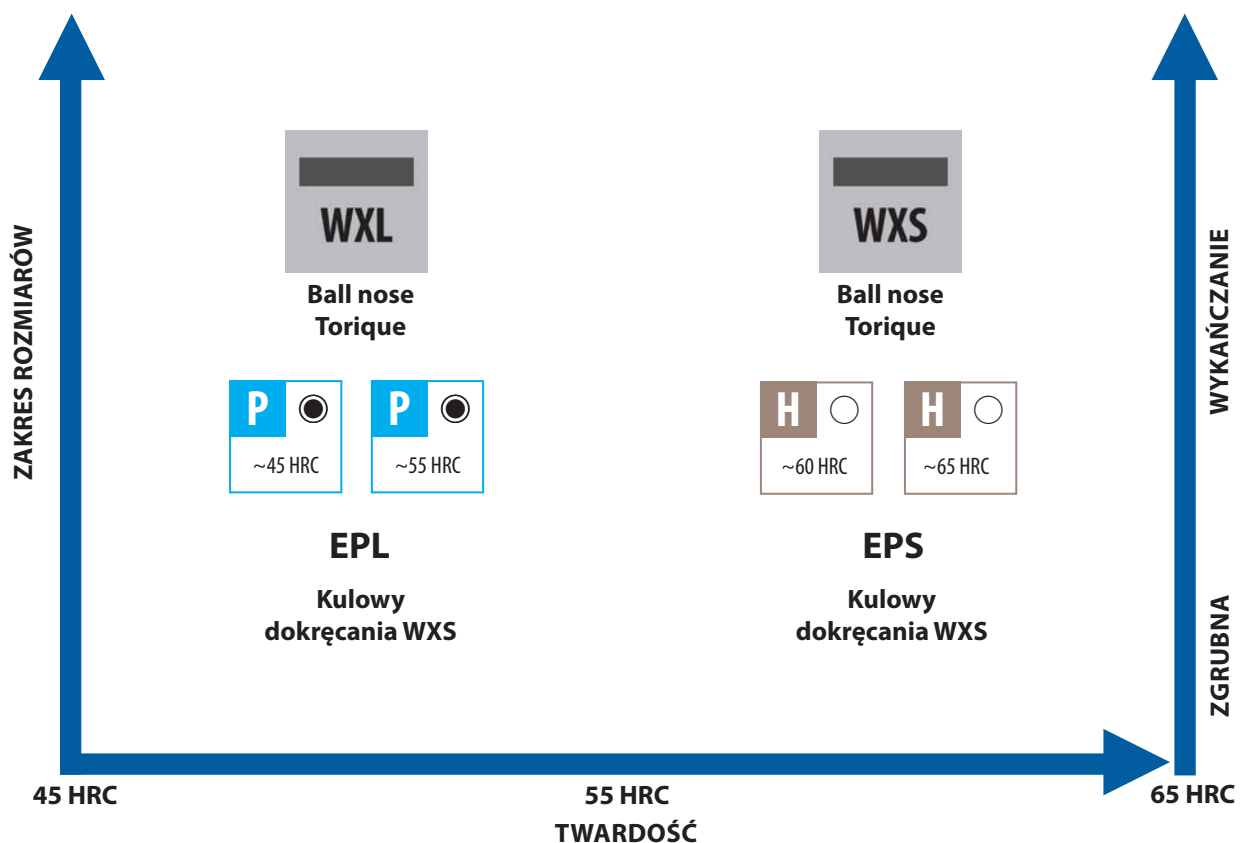 ZAKRES ROZMIARÓW
WXL
Ball nose
Torique
P
~45 HRC
P
~55 HRC
EPL
Kulowy
dokręcania WXS
WXS
Ball nose
Torique
H
~60 HRC
H
~65 HRC
EPS
Kulowy
dokręcania WXS
WYKAŃCZANIE
ZGRUBNA
45 HRC
55 HRC
65 HRC
TWARDOŚĆ